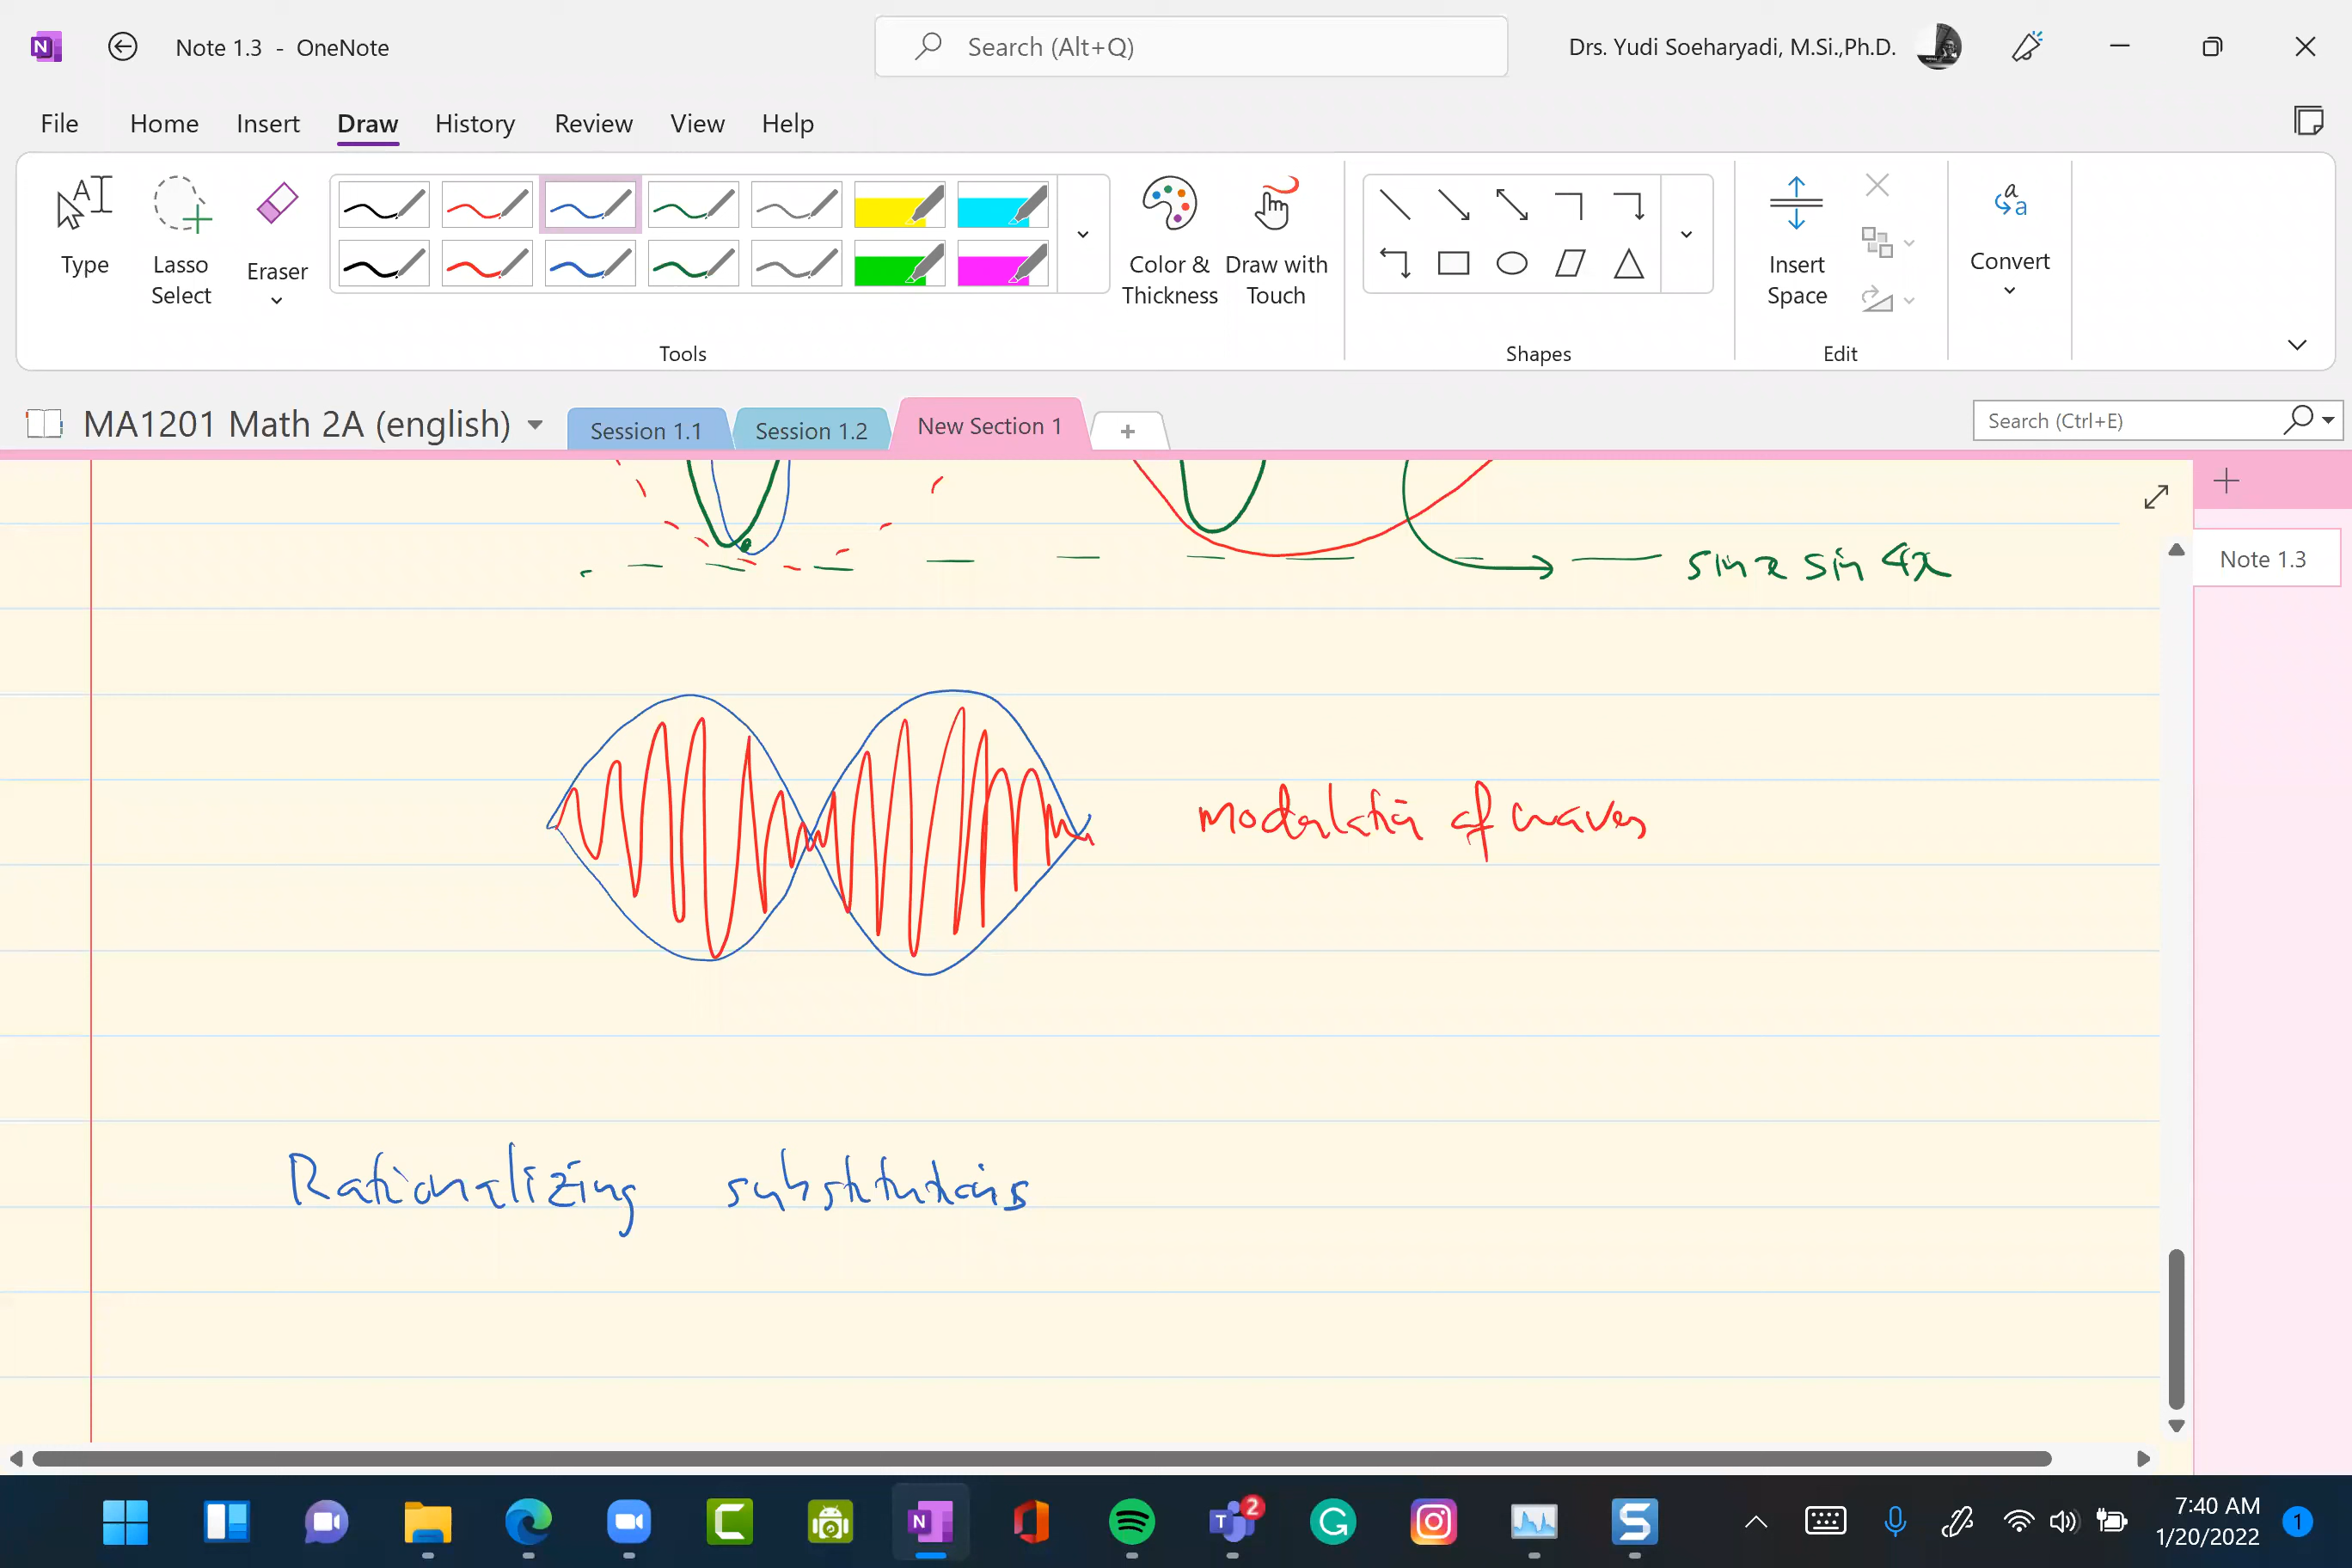 Note 1.3 - OneNote
Search (Alt+Q)
Drs. Yudi Soeharyadi, M.Si.,Ph.D.
File Home Insert Draw History Review View Help
Type
Lasso Select
Eraser
Color & Thickness
Draw with Touch
Insert Space
Convert
Tools
Shapes
Edit
MA1201 Math 2A (english)
Session 1.1
Session 1.2
New Section 1
Search (Ctrl+E)
Note 1.3
sin x sin 4x
modulation of waves
Rationalizing substitutions
2
7:40 AM
1/20/2022
1